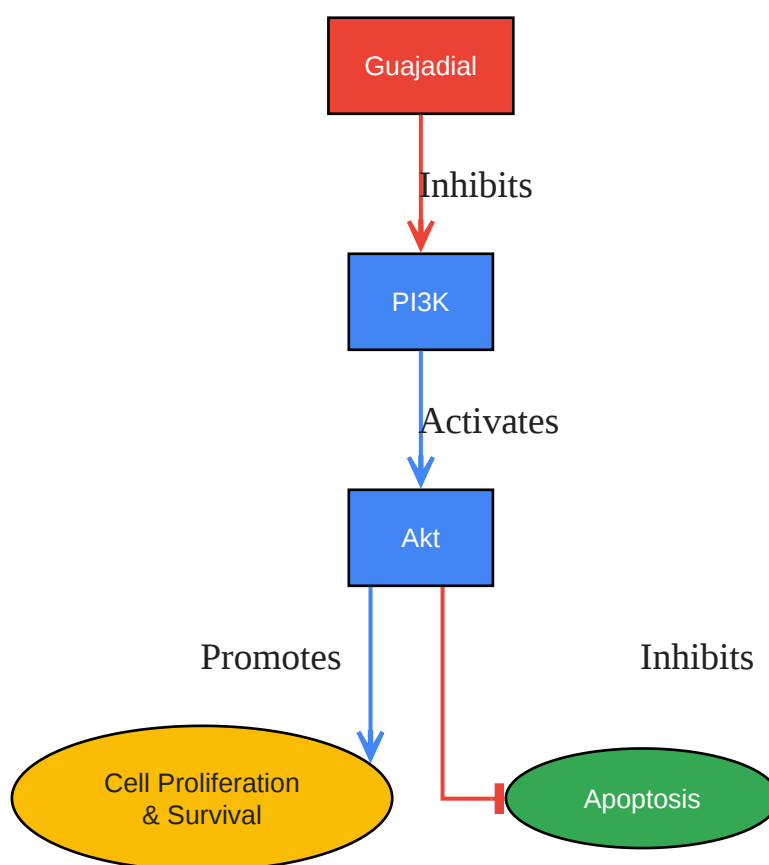 Guajadial
Inhibits
PI3K
Activates
Akt
Promotes
Inhibits
Cell Proliferation
& Survival
Apoptosis